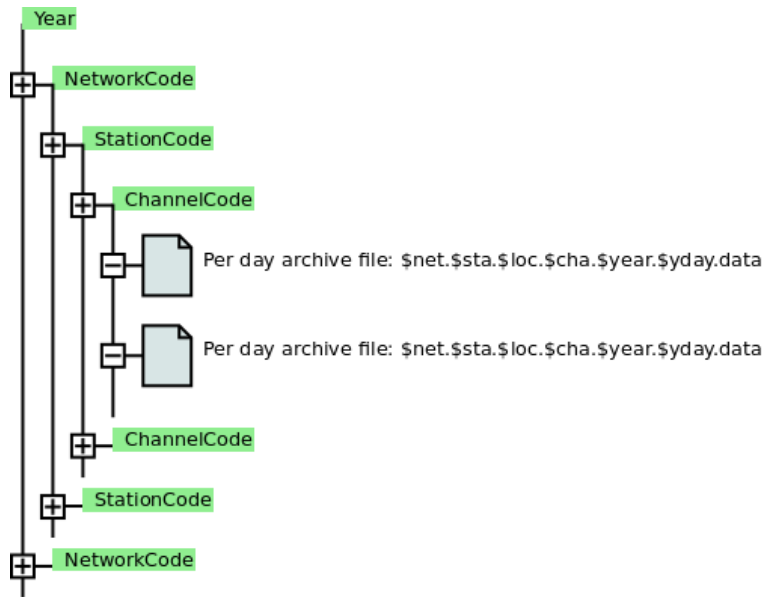 Year
NetworkCode
StationCode
ChannelCode
Per day archive file: $net.$sta.$loc.$cha.$year.$yday.data
Per day archive file: $net.$sta.$loc.$cha.$year.$yday.data
ChannelCode
StationCode
NetworkCode